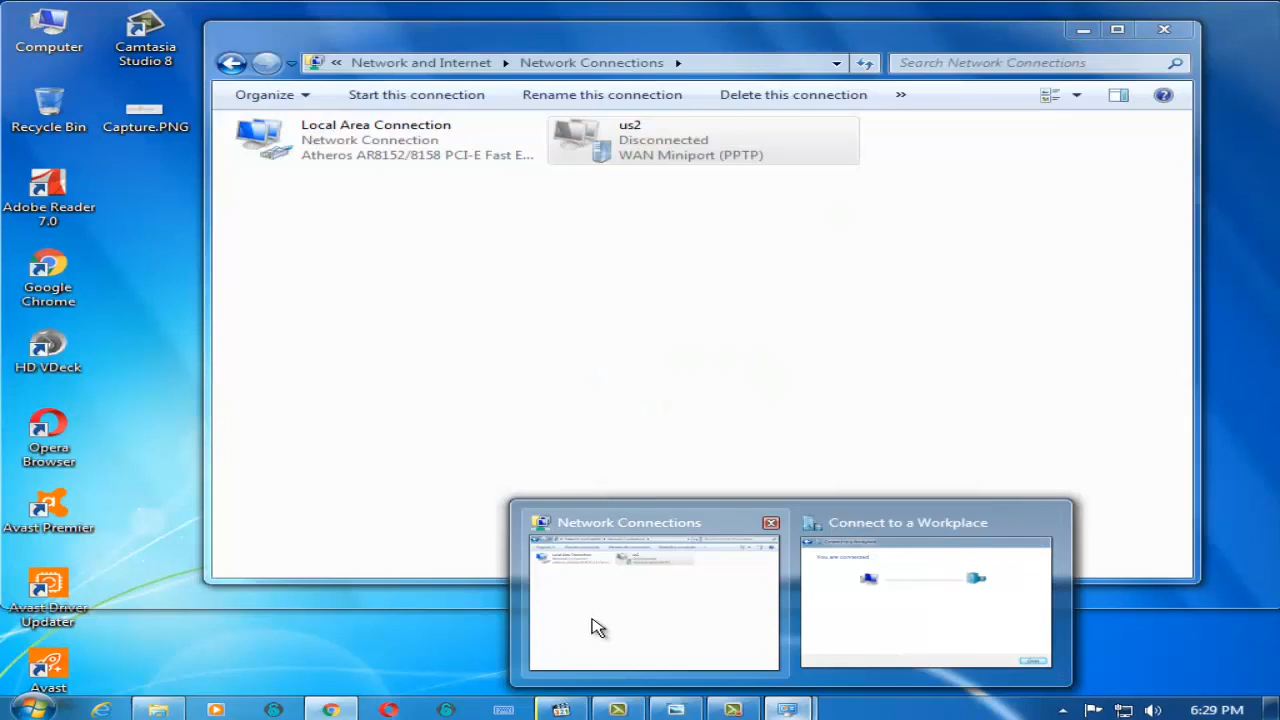 Computer
Camtasia
Studio 8
Recycle Bin
Capture.PNG
Adobe Reader
7.0
Google
Chrome
HD VDeck
Opera
Browser
Avast Premier
Avast Driver
Updater
Avast
« Network and Internet ▸ Network Connections ▸
Search Network Connections
Organize ▾ Start this connection Rename this connection Delete this connection »
Local Area Connection
Network Connection
Atheros AR8152/8158 PCI-E Fast E...
us2
Disconnected
WAN Miniport (PPTP)
Network Connections
Connect to a Workplace
You are connected
6:29 PM